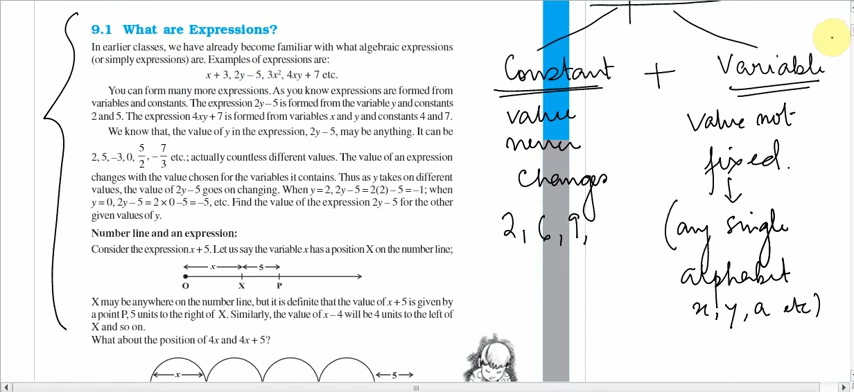 9.1 What are Expressions?
In earlier classes, we have already become familiar with what algebraic expressions
(or simply expressions) are. Examples of expressions are:
x + 3, 2y – 5, 3x², 4xy + 7 etc.
You can form many more expressions. As you know expressions are formed from
variables and constants. The expression 2y – 5 is formed from the variable y and constants
2 and 5. The expression 4xy + 7 is formed from variables x and y and constants 4 and 7.
We know that, the value of y in the expression, 2y – 5, may be anything. It can be
2, 5, –3, 0, 5/2, –7/3 etc.; actually countless different values. The value of an expression
changes with the value chosen for the variables it contains. Thus as y takes on different
values, the value of 2y – 5 goes on changing. When y = 2, 2y – 5 = 2(2) – 5 = –1; when
y = 0, 2y – 5 = 2 × 0 –5 = –5, etc. Find the value of the expression 2y – 5 for the other
given values of y.
Number line and an expression:
Consider the expression x + 5. Let us say the variable x has a position X on the number line;
x 5
O X P
X may be anywhere on the number line, but it is definite that the value of x + 5 is given by
a point P, 5 units to the right of X. Similarly, the value of x – 4 will be 4 units to the left of
X and so on.
What about the position of 4x and 4x + 5?
x 5
Constant + Variable
value
never
changes
2, 6, 9,
value not
fixed.
(any single
alphabet
x, y, a etc)